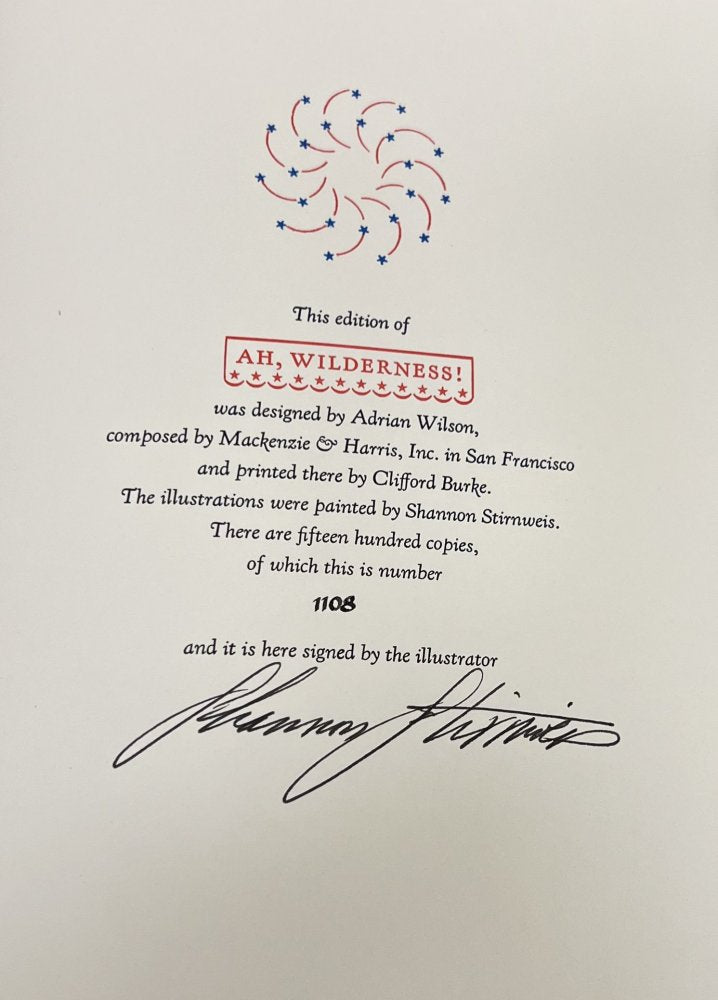 This edition of
AH, WILDERNESS!
was designed by Adrian Wilson,
composed by Mackenzie & Harris, Inc. in San Francisco
and printed there by Clifford Burke.
The illustrations were painted by Shannon Stirnweis.
There are fifteen hundred copies,
of which this is number
1108
and it is here signed by the illustrator
Shannon Stirnweis